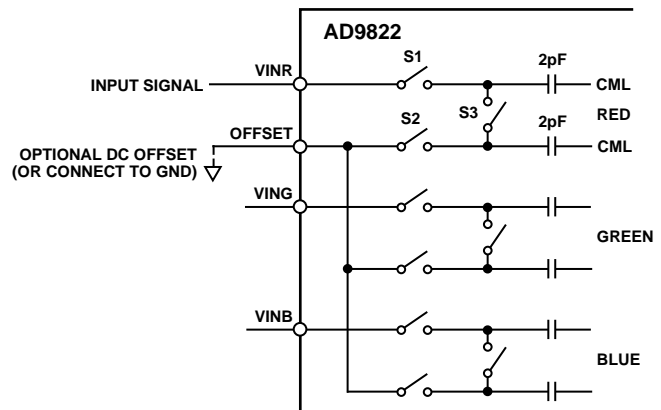 AD9822
S1
2pF
VINR
INPUT SIGNAL
CML
S3
RED
OFFSET
S2
2pF
CML
OPTIONAL DC OFFSET
(OR CONNECT TO GND)
VING
GREEN
VINB
BLUE